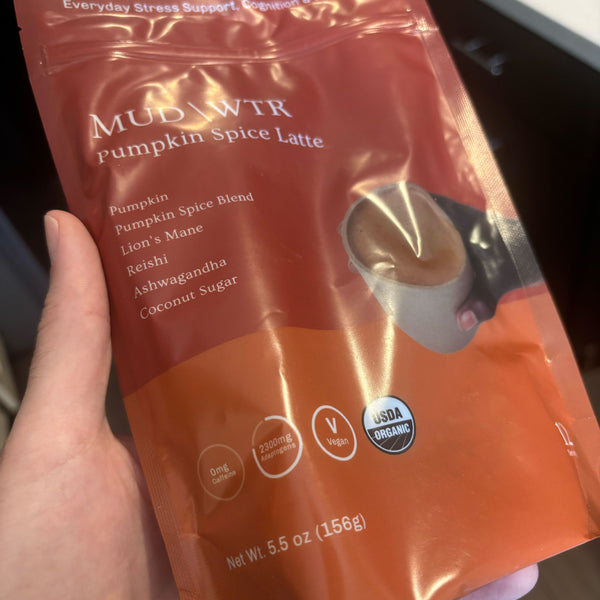 Everyday Stress Support, Cognition &
MUD\WTR
Pumpkin Spice Latte
Pumpkin
Pumpkin Spice Blend
Lion's Mane
Reishi
Ashwagandha
Coconut Sugar
0mg
Caffeine
2300mg
Adaptogens
V
Vegan
USDA
ORGANIC
Net Wt. 5.5 oz (156g)